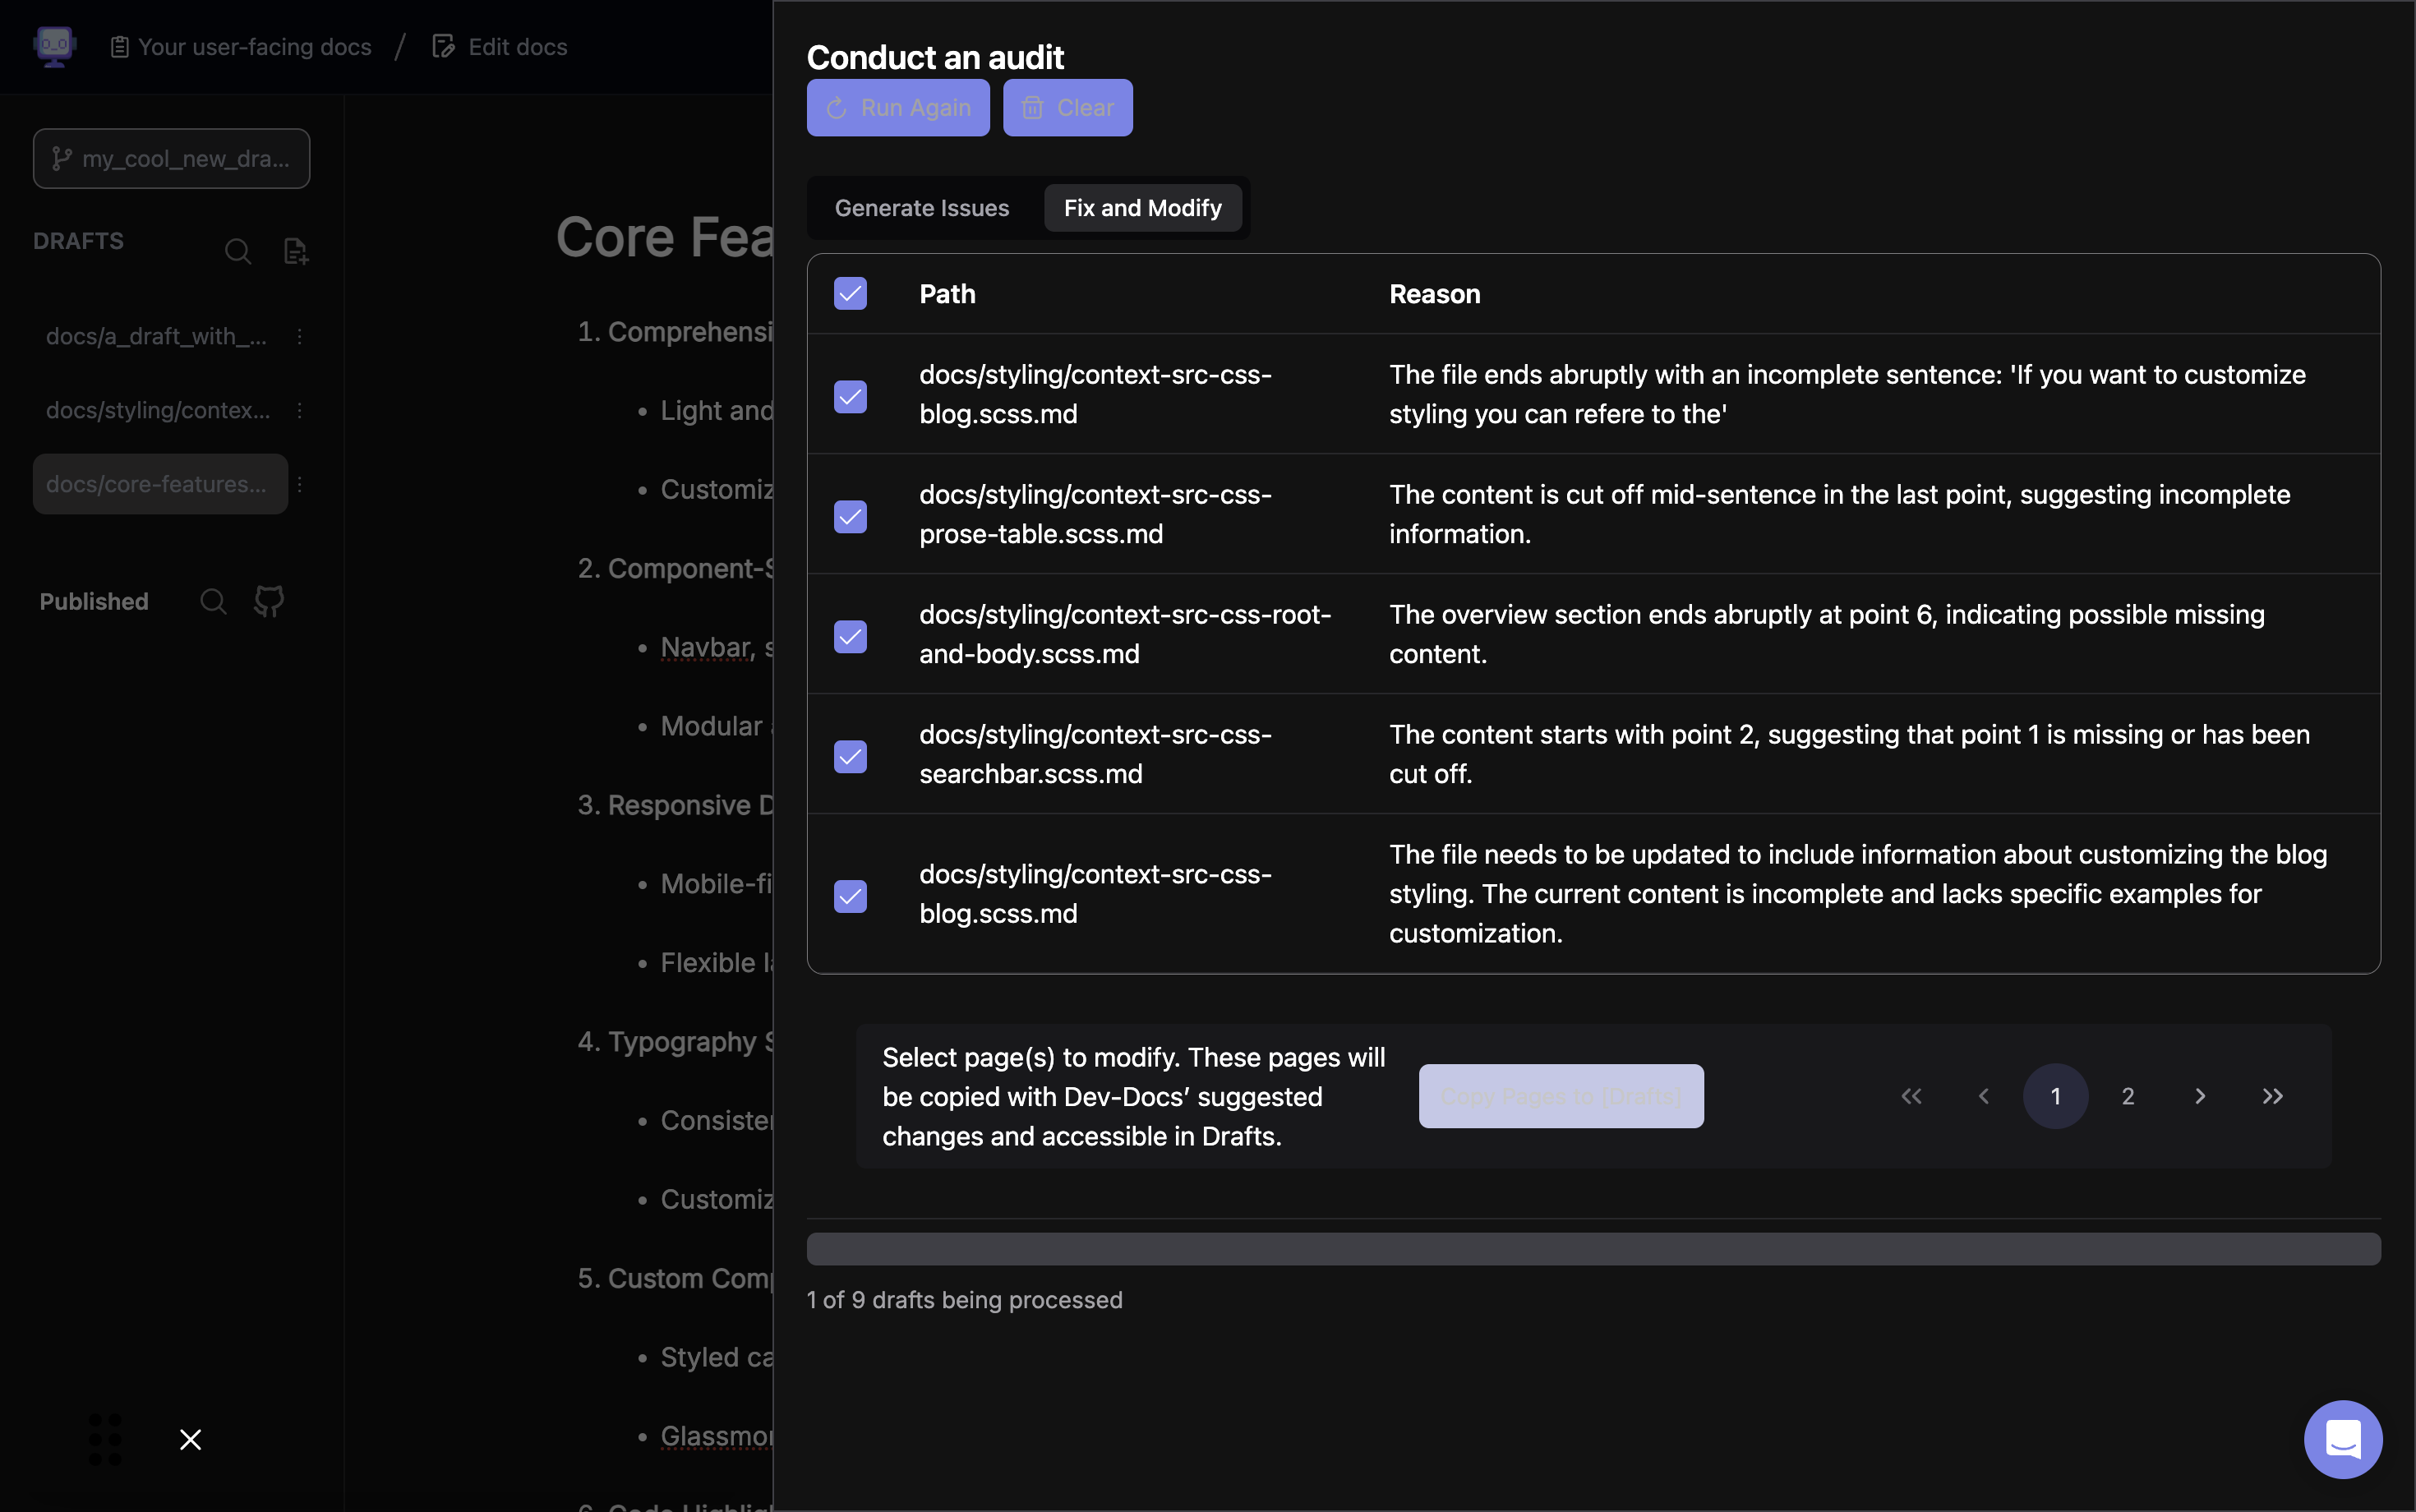 Your user-facing docs / Edit docs
my_cool_new_dra...
DRAFTS
docs/a_draft_with_...
docs/styling/contex...
docs/core-features...
Published
Core Fea
1. Comprehensi
• Light and
• Customiz
2. Component-S
• Navbar, s
• Modular a
3. Responsive D
• Mobile-fi
• Flexible la
4. Typography S
• Consisten
• Customiz
5. Custom Comp
• Styled ca
• Glassmor
6. Code Highlig
Conduct an audit
Run Again
Clear
Generate Issues
Fix and Modify
Path
Reason
docs/styling/context-src-css-
blog.scss.md
The file ends abruptly with an incomplete sentence: 'If you want to customize
styling you can refere to the'
docs/styling/context-src-css-
prose-table.scss.md
The content is cut off mid-sentence in the last point, suggesting incomplete
information.
docs/styling/context-src-css-root-
and-body.scss.md
The overview section ends abruptly at point 6, indicating possible missing
content.
docs/styling/context-src-css-
searchbar.scss.md
The content starts with point 2, suggesting that point 1 is missing or has been
cut off.
docs/styling/context-src-css-
blog.scss.md
The file needs to be updated to include information about customizing the blog
styling. The current content is incomplete and lacks specific examples for
customization.
Select page(s) to modify. These pages will
be copied with Dev-Docs’ suggested
changes and accessible in Drafts.
Copy Pages to [Drafts]
1
2
1 of 9 drafts being processed